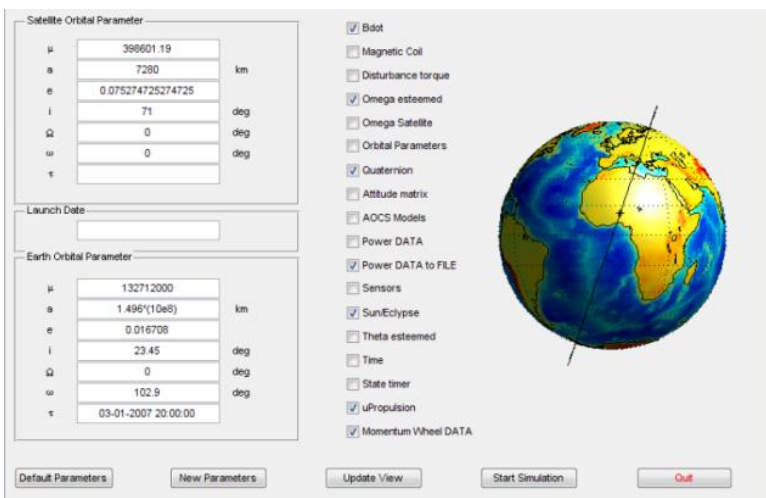 Satellite Orbital Parameter
μ 398601.19
a 7280 km
e 0.075274725274725
i 71 deg
Ω 0 deg
ω 0 deg
τ
Launch Date
Earth Orbital Parameter
μ 132712000
a 1.496*(10e8) km
e 0.016708
i 23.45 deg
Ω 0 deg
ω 102.9 deg
τ 03-01-2007 20:00:00
Bdot
Magnetic Coil
Disturbance torque
Omega esteemed
Omega Satellite
Orbital Parameters
Quaternion
Attitude matrix
AOCS Models
Power DATA
Power DATA to FILE
Sensors
Sun/Eclypse
Theta esteemed
Time
State timer
uPropulsion
Momentum Wheel DATA
Default Parameters New Parameters Update View Start Simulation Quit